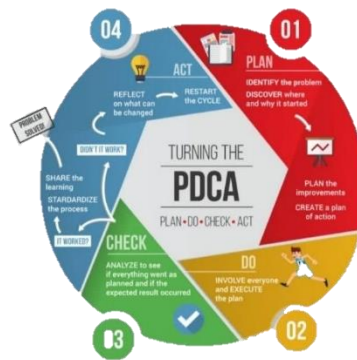 01
PLAN
IDENTIFY the problem
DISCOVER where
and why it started
PLAN the
improvements
CREATE a plan
of action
02
DO
INVOLVE everyone
and EXECUTE
the plan
03
CHECK
ANALYZE to see
if everything went as
planned and if the
expected result occurred
04
ACT
IT WORKED?
STARDARDIZE
the process
SHARE the
learning
PROBLEM
SOLVED!
DIDN'T IT WORK?
REFLECT
on what can
be changed
RESTART
the CYCLE
TURNING THE
PDCA
PLAN•DO•CHECK•ACT